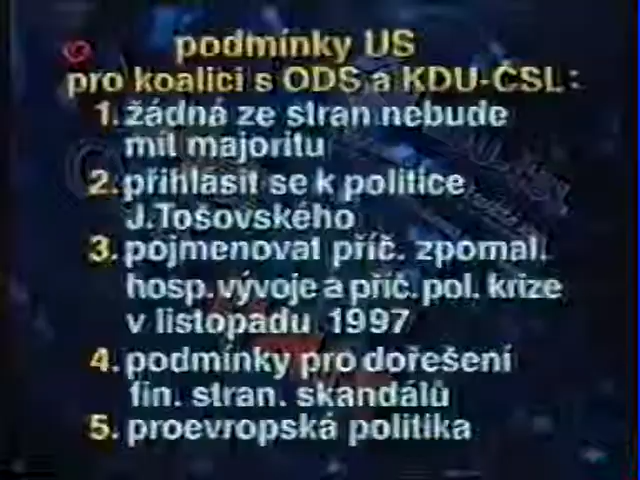 podmínky US
pro koalici s ODS a KDU-ČSL:
1. žádná ze stran nebude
mít majoritu
2. přihlásit se k politice
J.Tošovského
3. pojmenovat příč. zpomal.
hosp.vývoje a příč.pol. krize
v listopadu 1997
4. podmínky pro dořešení
fin. stran. skandálů
5. proevropská politika